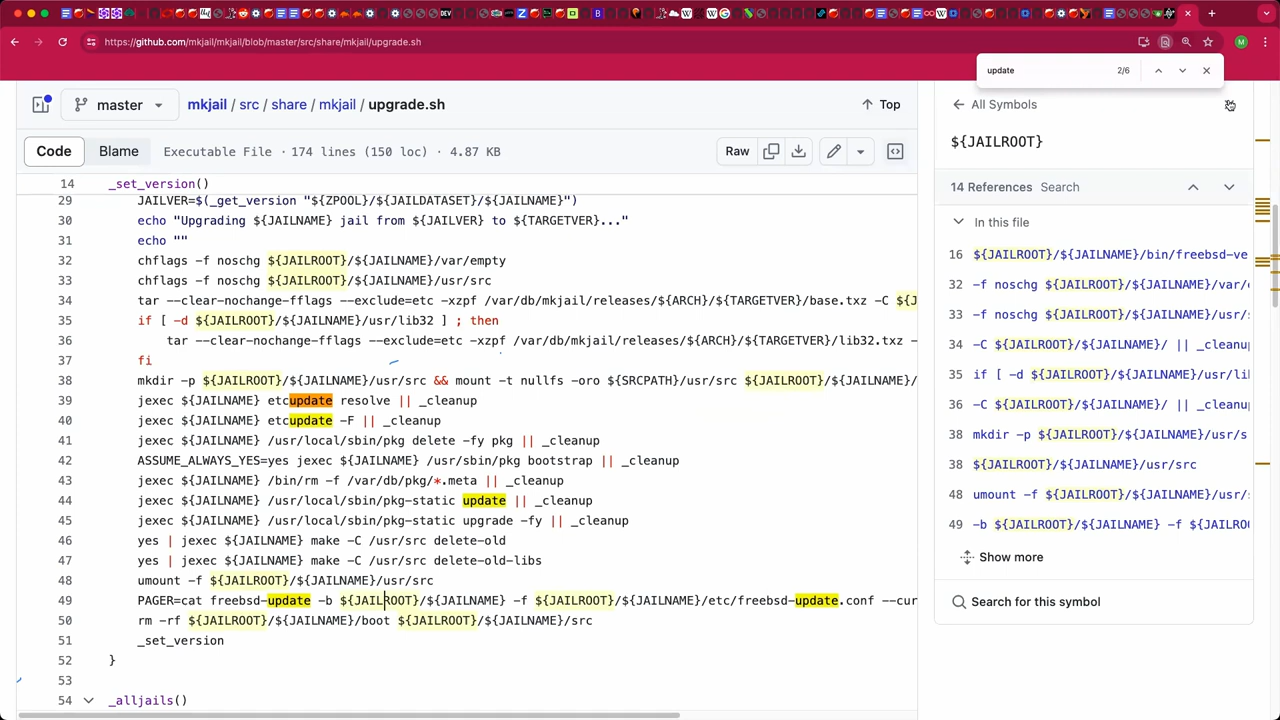 https://github.com/mkjail/mkjail/blob/master/src/share/mkjail/upgrade.sh
M
update 2/6
master
mkjail / src / share / mkjail / upgrade.sh
Top
Code Blame Executable File · 174 lines (150 loc) · 4.87 KB
Raw
14 _set_version()
29 JAILVER=$(_get_version "${ZPOOL}/${JAILDATASET}/${JAILNAME}")
30 echo "Upgrading ${JAILNAME} jail from ${JAILVER} to ${TARGETVER}..."
31 echo ""
32 chflags -f noschg ${JAILROOT}/${JAILNAME}/var/empty
33 chflags -f noschg ${JAILROOT}/${JAILNAME}/usr/src
34 tar --clear-nochange-fflags --exclude=etc -xzpf /var/db/mkjail/releases/${ARCH}/${TARGETVER}/base.txz -C ${J
35 if [ -d ${JAILROOT}/${JAILNAME}/usr/lib32 ] ; then
36 tar --clear-nochange-fflags --exclude=etc -xzpf /var/db/mkjail/releases/${ARCH}/${TARGETVER}/lib32.txz -
37 fi
38 mkdir -p ${JAILROOT}/${JAILNAME}/usr/src && mount -t nullfs -oro ${SRCPATH}/usr/src ${JAILROOT}/${JAILNAME}/
39 jexec ${JAILNAME} etcupdate resolve || _cleanup
40 jexec ${JAILNAME} etcupdate -F || _cleanup
41 jexec ${JAILNAME} /usr/local/sbin/pkg delete -fy pkg || _cleanup
42 ASSUME_ALWAYS_YES=yes jexec ${JAILNAME} /usr/sbin/pkg bootstrap || _cleanup
43 jexec ${JAILNAME} /bin/rm -f /var/db/pkg/*.meta || _cleanup
44 jexec ${JAILNAME} /usr/local/sbin/pkg-static update || _cleanup
45 jexec ${JAILNAME} /usr/local/sbin/pkg-static upgrade -fy || _cleanup
46 yes | jexec ${JAILNAME} make -C /usr/src delete-old
47 yes | jexec ${JAILNAME} make -C /usr/src delete-old-libs
48 umount -f ${JAILROOT}/${JAILNAME}/usr/src
49 PAGER=cat freebsd-update -b ${JAILROOT}/${JAILNAME} -f ${JAILROOT}/${JAILNAME}/etc/freebsd-update.conf --cur
50 rm -rf ${JAILROOT}/${JAILNAME}/boot ${JAILROOT}/${JAILNAME}/src
51 _set_version
52 }
53
54 _alljails()
All Symbols
${JAILROOT}
14 References Search
In this file
16 ${JAILROOT}/${JAILNAME}/bin/freebsd-ve
32 -f noschg ${JAILROOT}/${JAILNAME}/var/
33 -f noschg ${JAILROOT}/${JAILNAME}/usr/
34 -C ${JAILROOT}/${JAILNAME}/ || _cleanu
35 if [ -d ${JAILROOT}/${JAILNAME}/usr/li
36 -C ${JAILROOT}/${JAILNAME}/ || _cleanu
38 mkdir -p ${JAILROOT}/${JAILNAME}/usr/s
38 ${JAILROOT}/${JAILNAME}/usr/src
48 umount -f ${JAILROOT}/${JAILNAME}/usr/
49 -b ${JAILROOT}/${JAILNAME} -f ${JAILRO
Show more
Search for this symbol